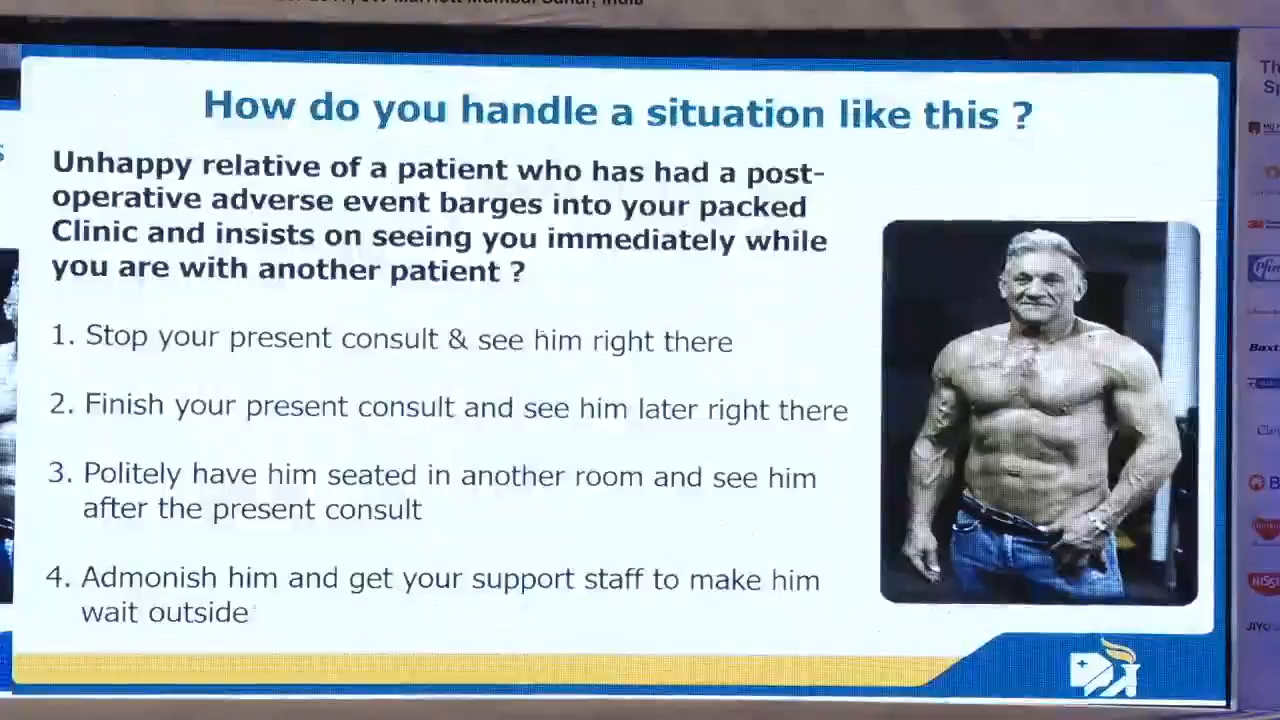 How do you handle a situation like this ?
Unhappy relative of a patient who has had a post-
operative adverse event barges into your packed
Clinic and insists on seeing you immediately while
you are with another patient ?
1. Stop your present consult & see him right there
2. Finish your present consult and see him later right there
3. Politely have him seated in another room and see him
after the present consult
4. Admonish him and get your support staff to make him
wait outside
Pfizer
Baxt